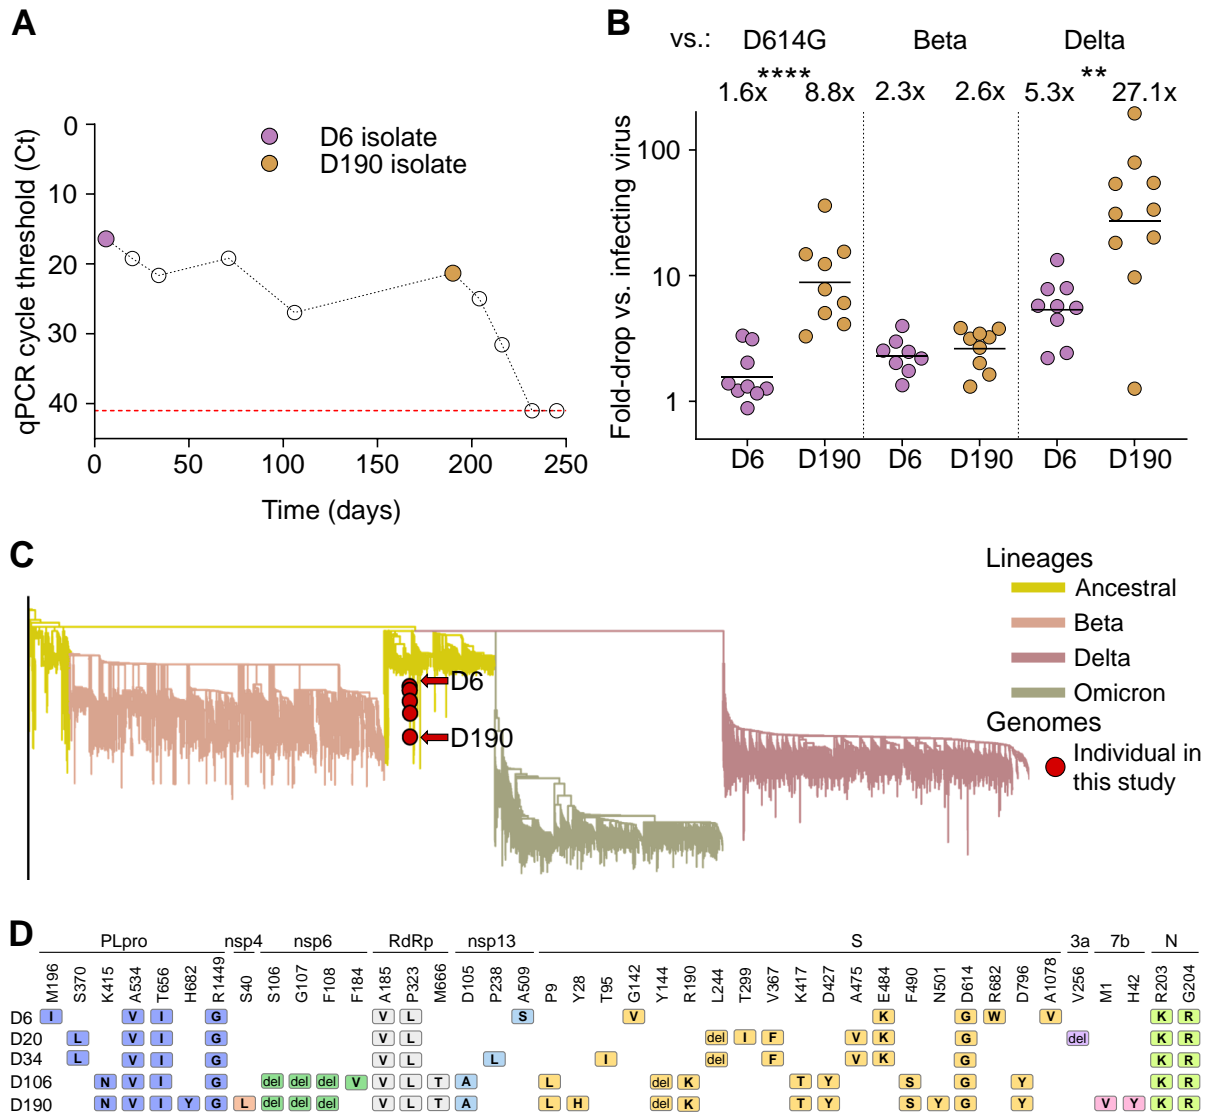 A
D6 isolate
D190 isolate
qPCR cycle threshold (Ct)
0
10
20
30
40
0 50 100 150 200 250
Time (days)
B
vs.: D614G Beta Delta
**** **
1.6x 8.8x 2.3x 2.6x 5.3x 27.1x
Fold-drop vs. infecting virus
100
10
1
D6 D190 D6 D190 D6 D190
C
Lineages
Ancestral
Beta
Delta
Omicron
Genomes
Individual in
this study
D6
D190
D
PLpro nsp4 nsp6 RdRp nsp13 S 3a 7b N
M196 S370 K415 A534 T656 H682 R1449 S40 S106 G107 F108 F184 A185 P323 M666 D105 P238 A509 P9 Y28 T95 G142 Y144 R190 L244 T299 V367 K417 D427 A475 E484 F490 N501 D614 R682 D796 A1078 V256 M1 H42 R203 G204
D6 I V I G V L S V K G W V K R
D20 L V I G V L del I F V K G del K R
D34 L V I G V L L I del F V K G K R
D106 N V I G del del del V V L T A L del K T Y S G Y K R
D190 N V I Y G L del del del V L T A L H del K T Y S Y G Y V Y K R